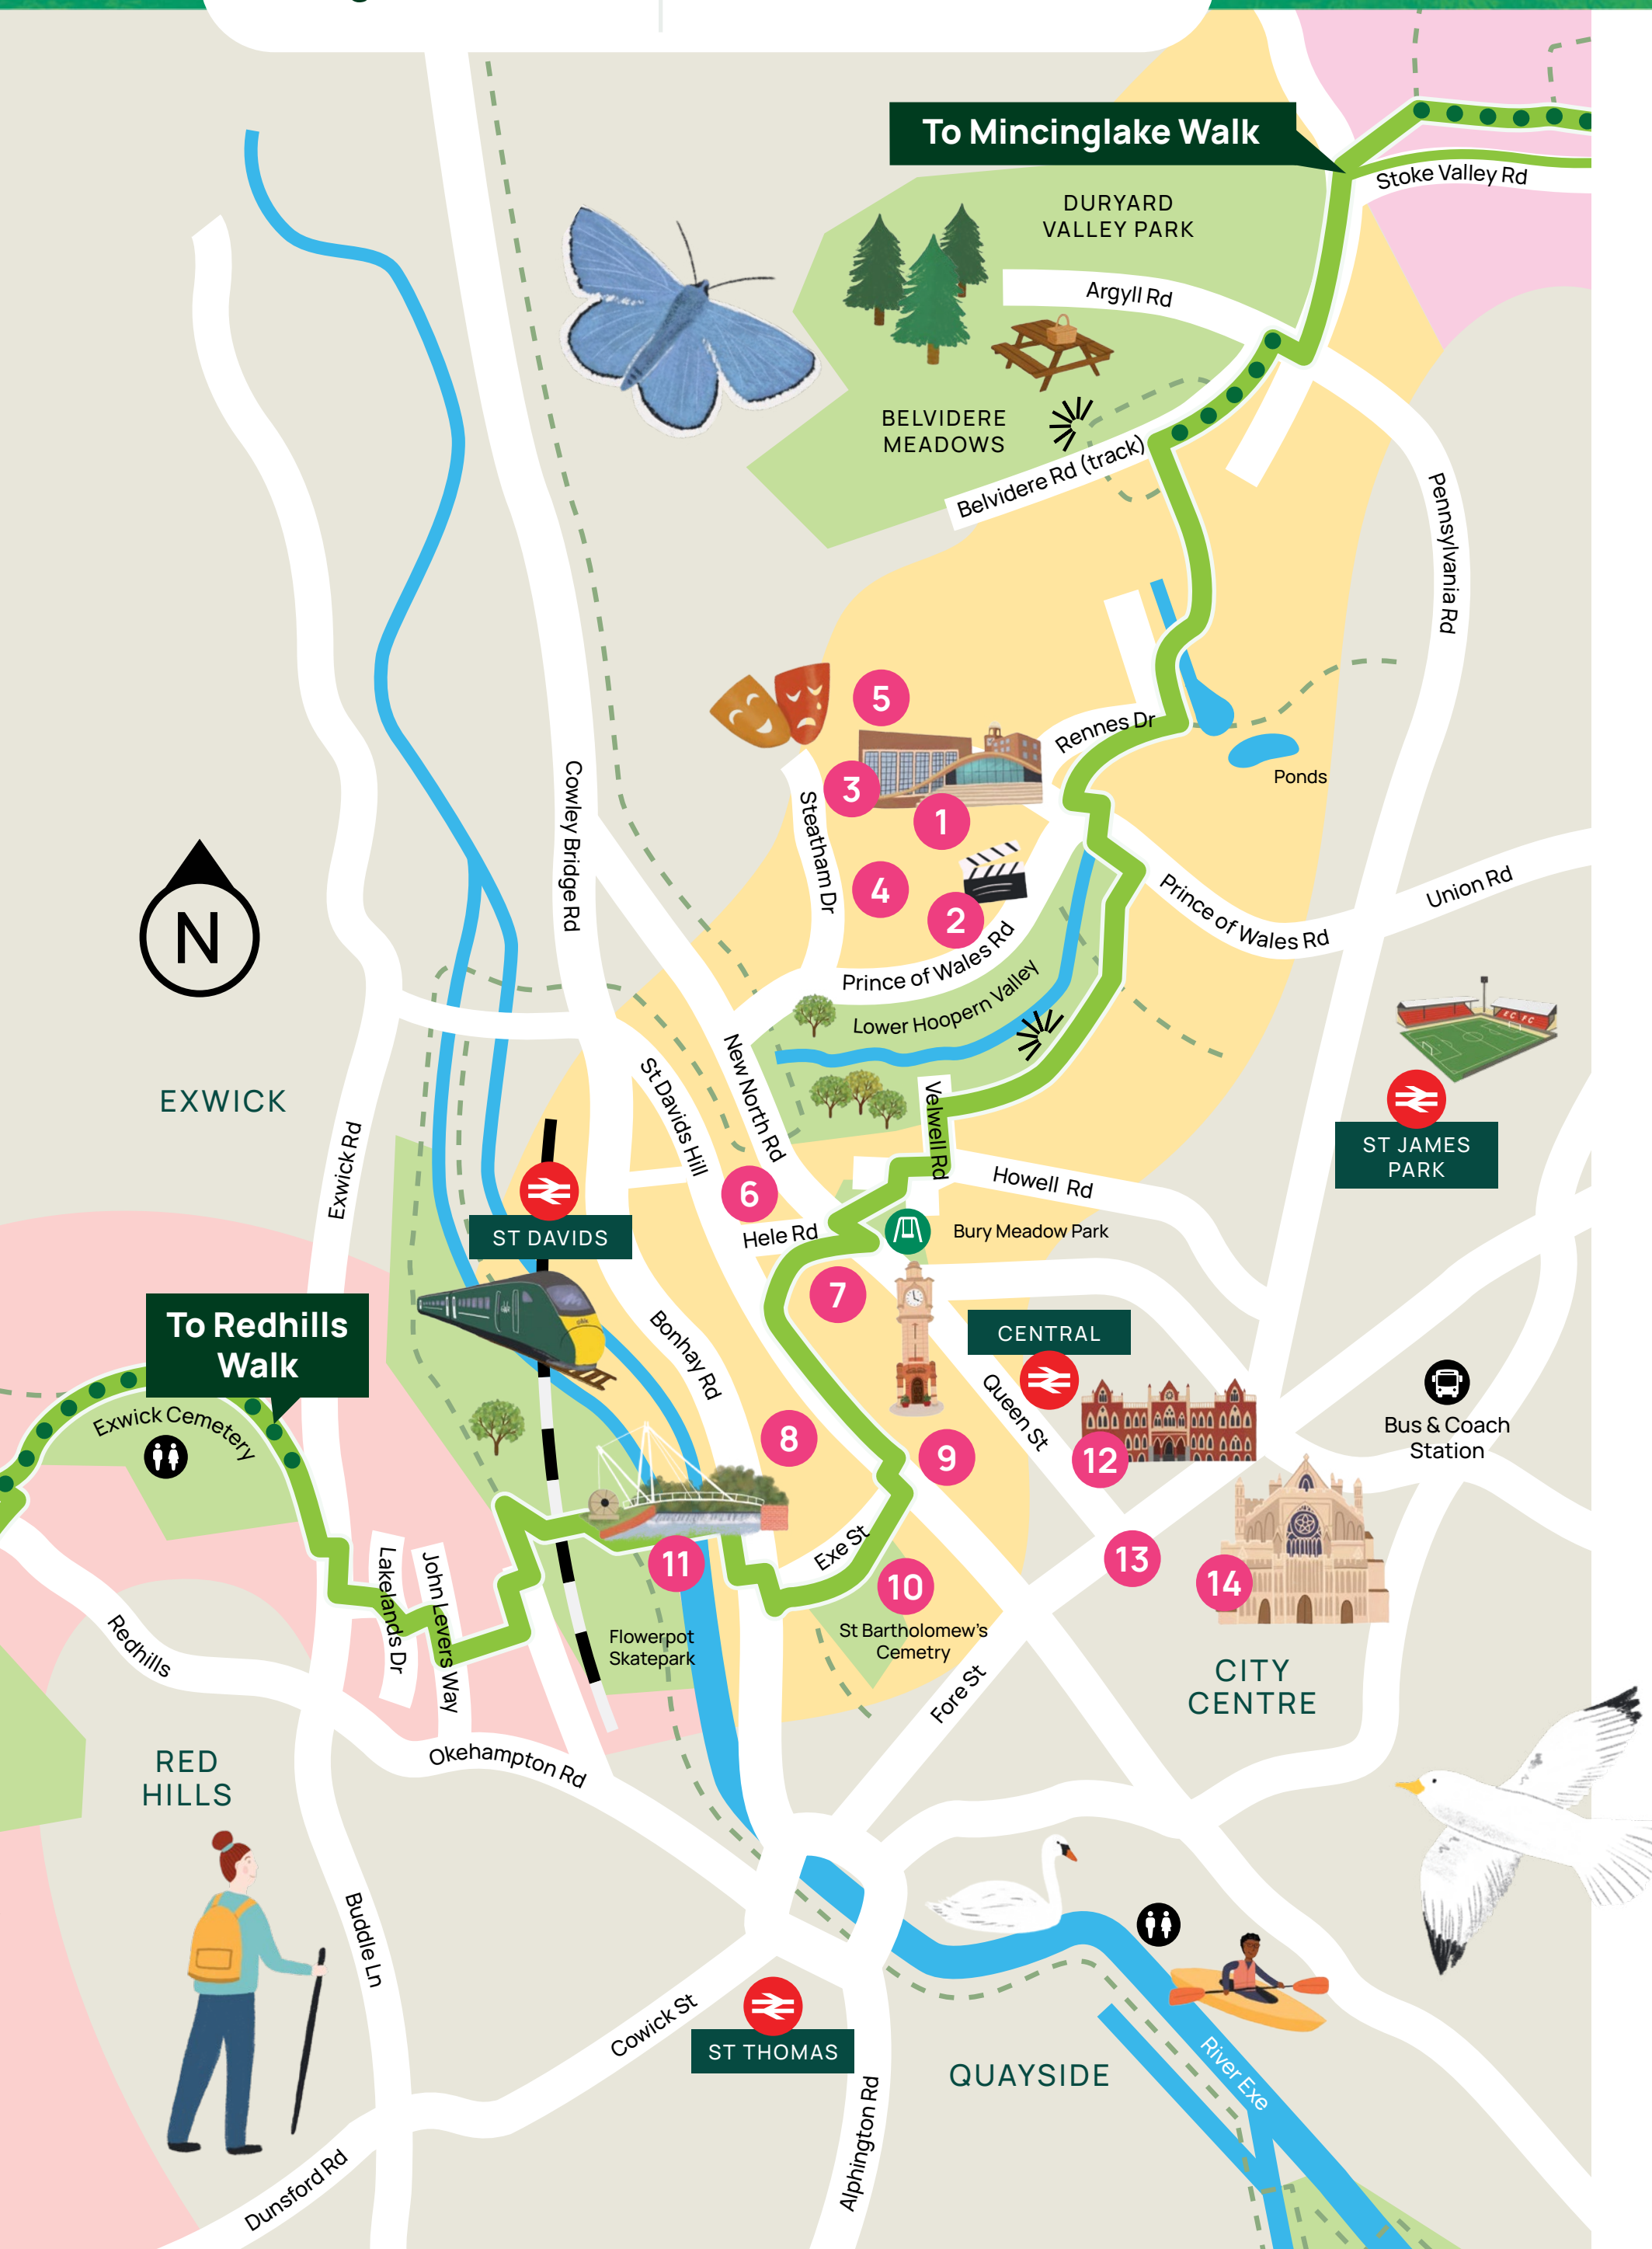 To Mincinglake Walk
Stoke Valley Rd
DURYARD
VALLEY PARK
Argyll Rd
BELVIDERE
MEADOWS
Belvidere Rd (track)
Pennsylvania Rd
5
Rennes Dr
3
1
Ponds
Cowley Bridge Rd
Steatham Dr
4
2
Union Rd
Prince of Wales Rd
N
Prince of Wales Rd
Lower Hoopern Valley
EC FC
New North Rd
St Davids Hill
EXWICK
Velwell Rd
ST JAMES
PARK
Exwick Rd
6
Howell Rd
Hele Rd
Bury Meadow Park
ST DAVIDS
7
To Redhills
Walk
CENTRAL
Bonhay Rd
Queen St
Exwick Cemetery
Bus & Coach
Station
8
9
12
Exe St
11
13
10
14
Lakelands Dr
John Levers Way
Redhills
Flowerpot
Skatepark
St Bartholomew's
Cemetry
CITY
CENTRE
Fore St
Okehampton Rd
RED
HILLS
Buddle Ln
Cowick St
ST THOMAS
QUAYSIDE
River Exe
Alphington Rd
Dunsford Rd